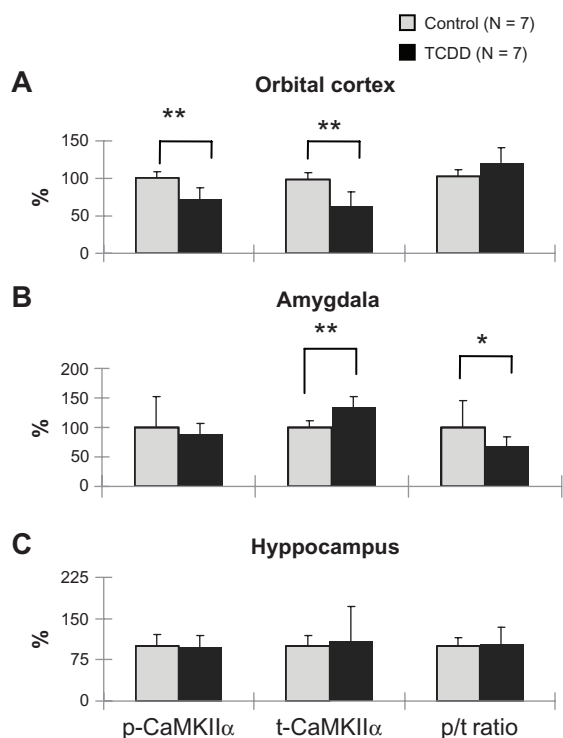 Control (N = 7)
TCDD (N = 7)
A
Orbital cortex
**
**
150
100
50
0
%
B
Amygdala
**
*
200
150
100
50
0
%
C
Hyppocampus
225
150
75
0
%
p-CaMKIIα t-CaMKIIα p/t ratio